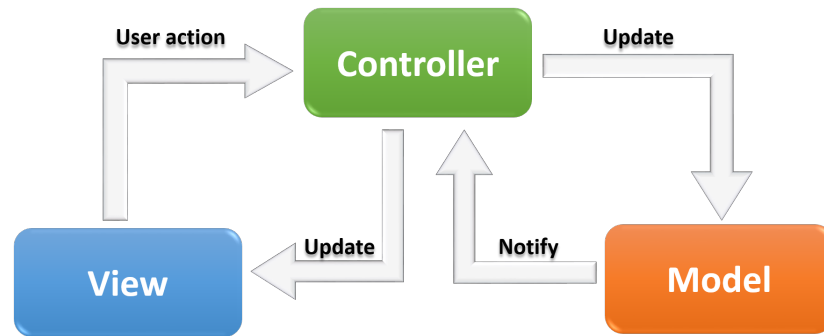 User action
Controller
Update
Update
Notify
View
Model